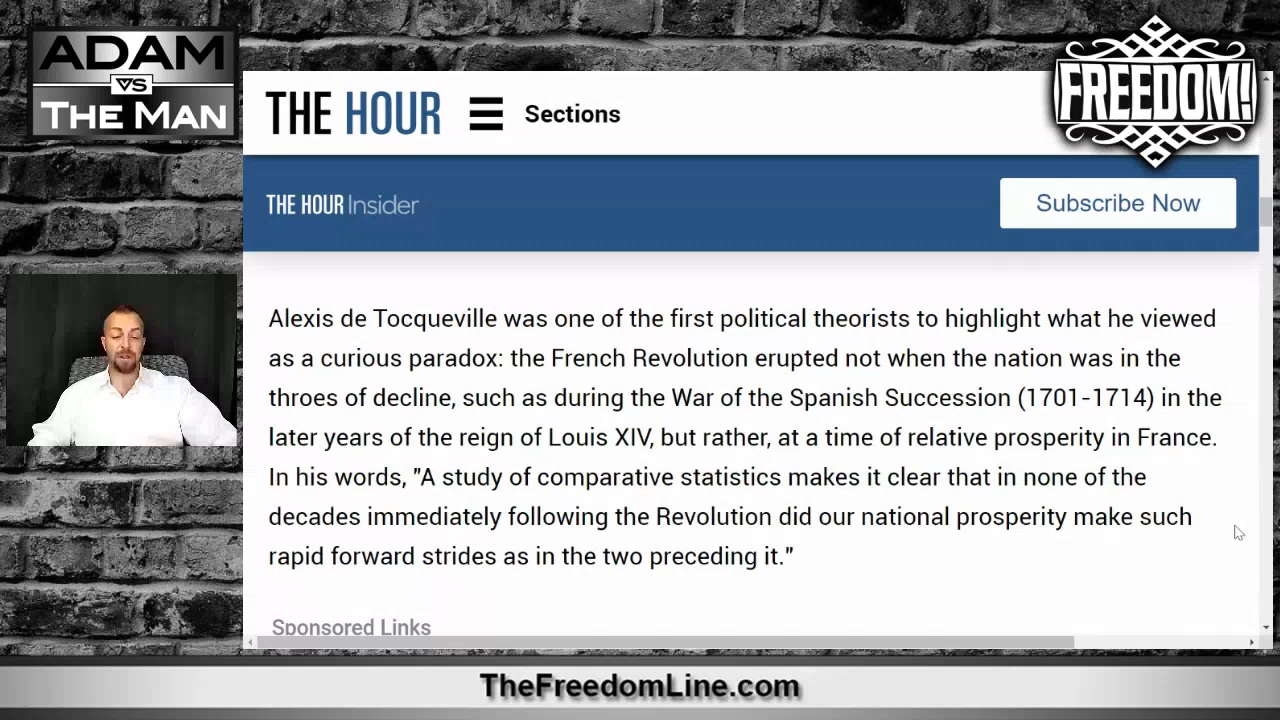 ADAM
VS
THE MAN
FREEDOM!
THE HOUR
Sections
THE HOUR Insider
Subscribe Now
Alexis de Tocqueville was one of the first political theorists to highlight what he viewed
as a curious paradox: the French Revolution erupted not when the nation was in the
throes of decline, such as during the War of the Spanish Succession (1701-1714) in the
later years of the reign of Louis XIV, but rather, at a time of relative prosperity in France.
In his words, "A study of comparative statistics makes it clear that in none of the
decades immediately following the Revolution did our national prosperity make such
rapid forward strides as in the two preceding it."
Sponsored Links
TheFreedomLine.com